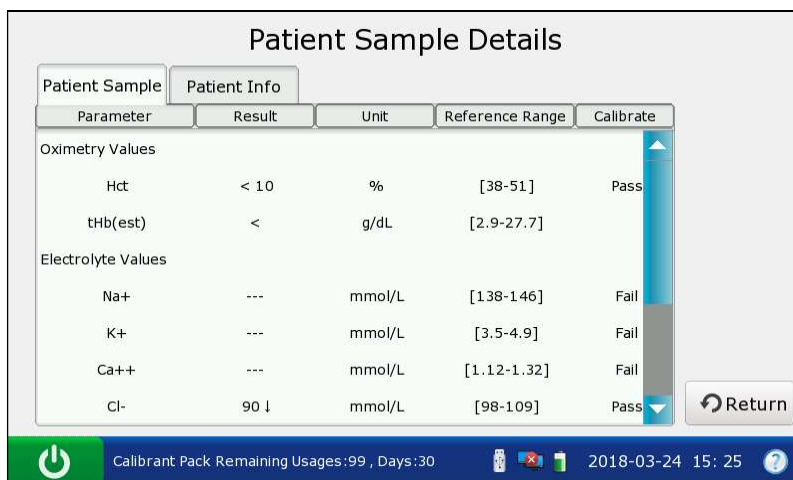 Patient Sample Details
Patient Sample Patient Info
Parameter Result Unit Reference Range Calibrate
Oximetry Values
Hct < 10 % [38-51] Pass
tHb(est) < g/dL [2.9-27.7]
Electrolyte Values
Na+ --- mmol/L [138-146] Fail
K+ --- mmol/L [3.5-4.9] Fail
Ca++ --- mmol/L [1.12-1.32] Fail
Cl- 90 ↓ mmol/L [98-109] Pass
Return
Calibrant Pack Remaining Usages:99 , Days:30 2018-03-24 15: 25 ?